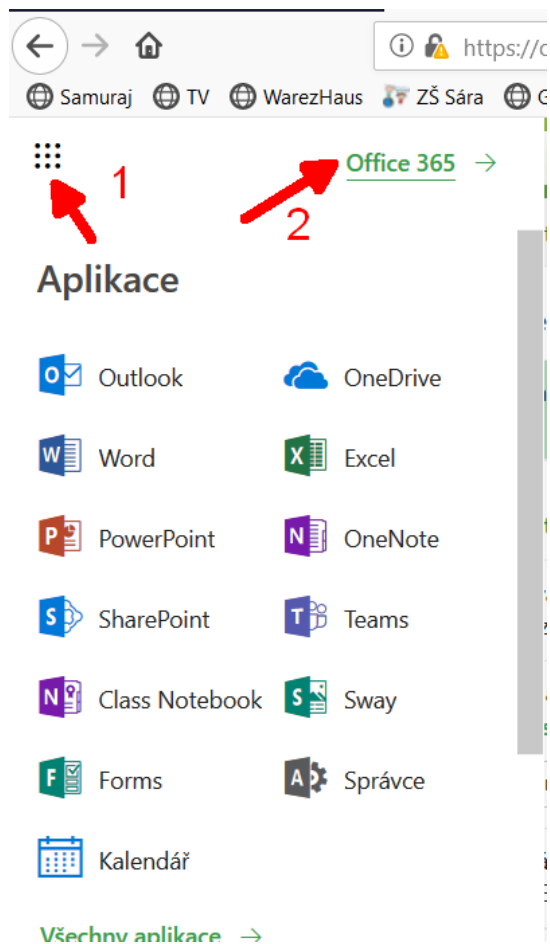 https://
Samuraj TV WarezHaus ZŠ Sára
1
Office 365 →
2
Aplikace
Outlook OneDrive
Word Excel
PowerPoint OneNote
SharePoint Teams
Class Notebook Sway
Forms Správce
Kalendář
Všechny aplikace →